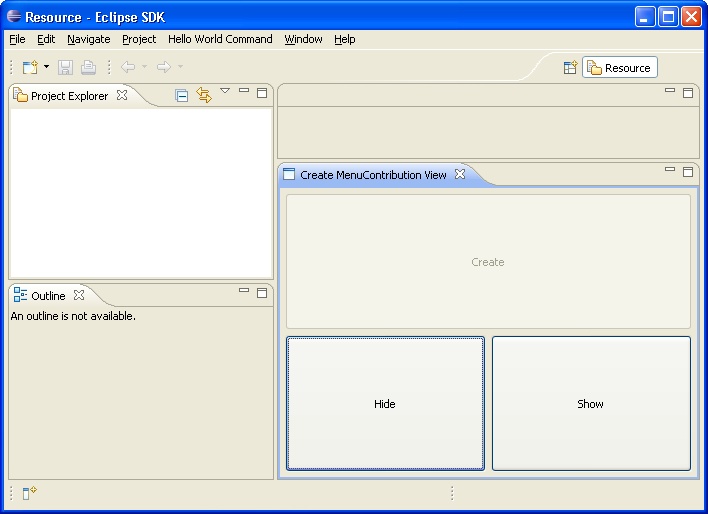 Resource - Eclipse SDK
File Edit Navigate Project Hello World Command Window Help
Resource
Project Explorer
Create MenuContribution View
Create
Outline
An outline is not available.
Hide
Show